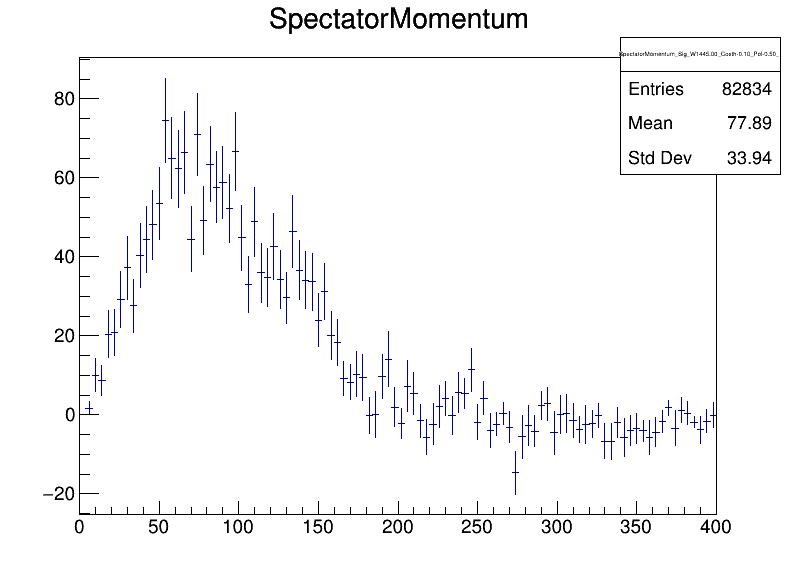 SpectatorMomentum
SpectatorMomentum_Sig_W1445.00_Costh-0.10_Pol-0.50_
Entries 82834
Mean 77.89
Std Dev 33.94
80
60
40
20
0
−20
0 50 100 150 200 250 300 350 400